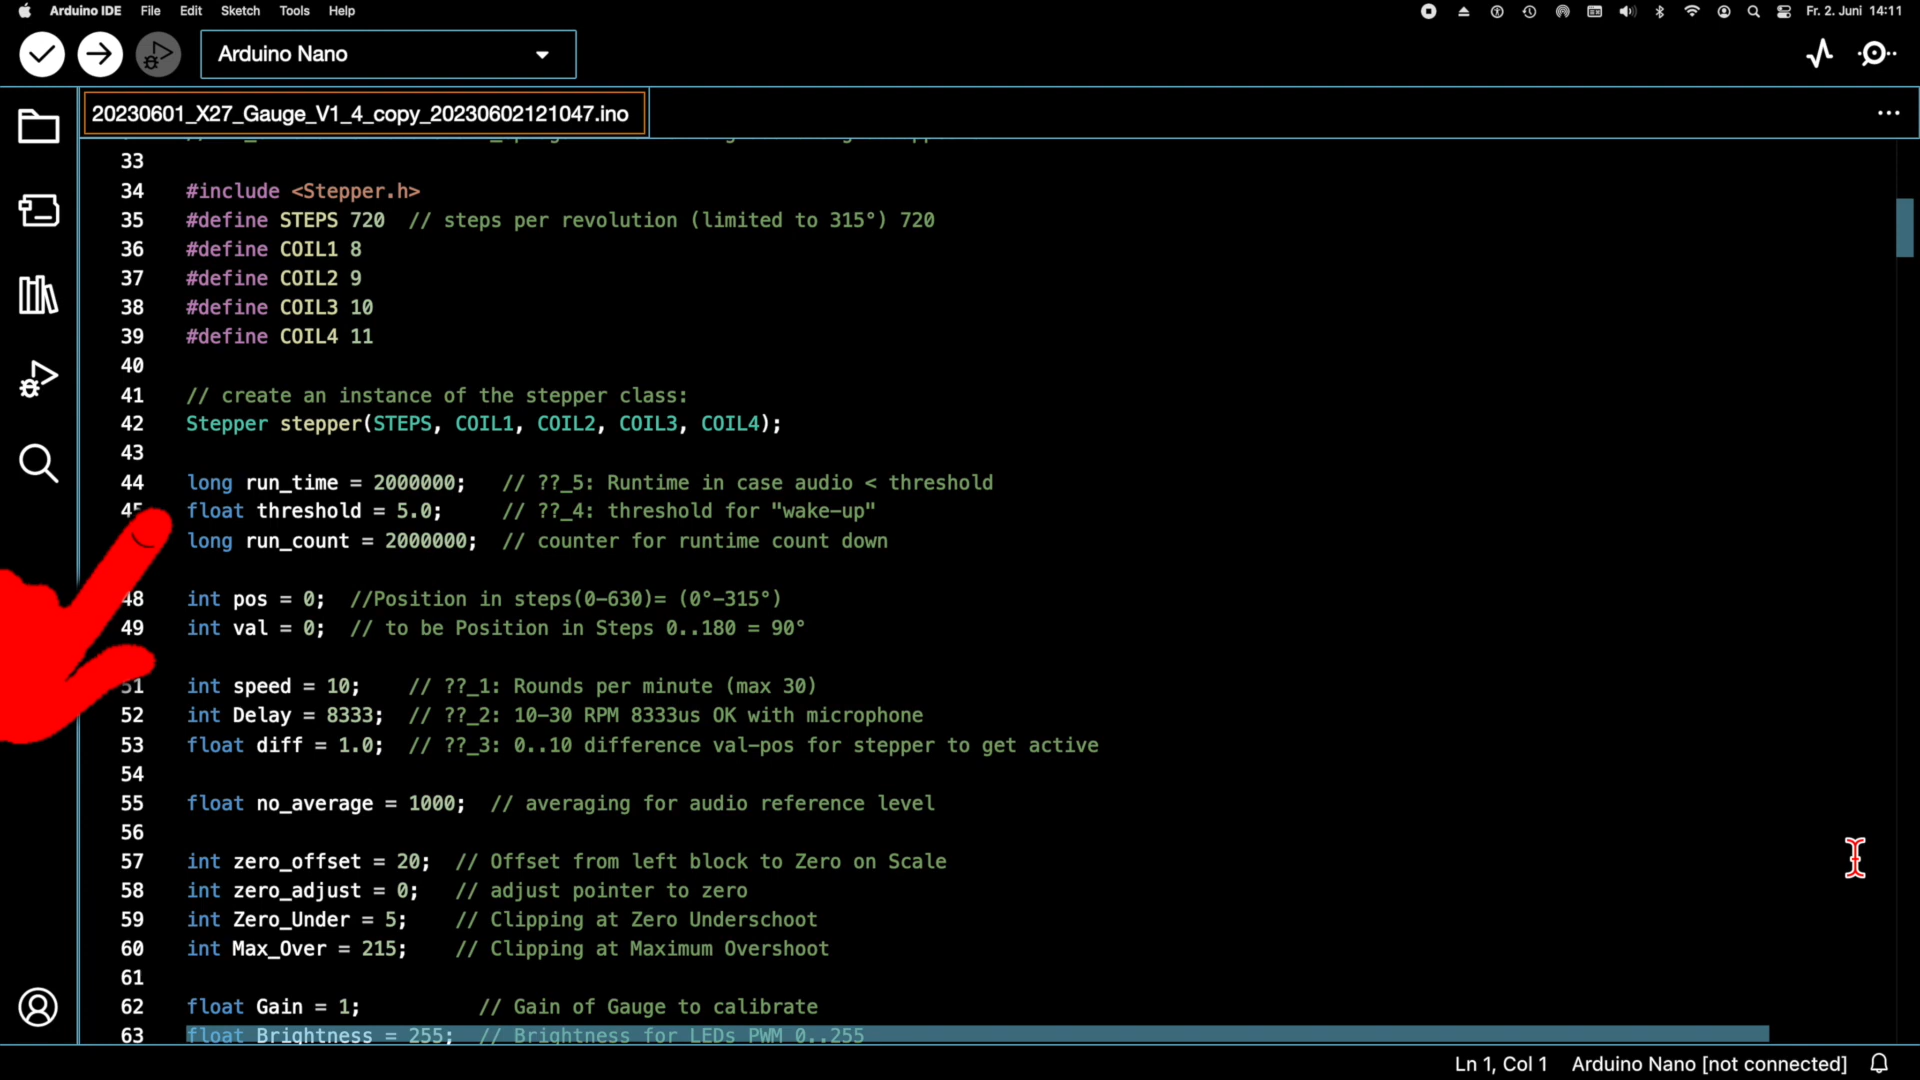 Arduino IDE File Edit Sketch Tools Help Fr. 2. Juni 14:11
Arduino Nano
20230601_X27_Gauge_V1_4_copy_20230602121047.ino
33
34 #include <Stepper.h>
35 #define STEPS 720 // steps per revolution (limited to 315°) 720
36 #define COIL1 8
37 #define COIL2 9
38 #define COIL3 10
39 #define COIL4 11
40
41 // create an instance of the stepper class:
42 Stepper stepper(STEPS, COIL1, COIL2, COIL3, COIL4);
43
44 long run_time = 2000000; // ??_5: Runtime in case audio < threshold
45 float threshold = 5.0; // ??_4: threshold for "wake-up"
long run_count = 2000000; // counter for runtime count down
48 int pos = 0; //Position in steps(0-630)= (0°-315°)
49 int val = 0; // to be Position in Steps 0..180 = 90°
51 int speed = 10; // ??_1: Rounds per minute (max 30)
52 int Delay = 8333; // ??_2: 10-30 RPM 8333us OK with microphone
53 float diff = 1.0; // ??_3: 0..10 difference val-pos for stepper to get active
54
55 float no_average = 1000; // averaging for audio reference level
56
57 int zero_offset = 20; // Offset from left block to Zero on Scale
58 int zero_adjust = 0; // adjust pointer to zero
59 int Zero_Under = 5; // Clipping at Zero Underschoot
60 int Max_Over = 215; // Clipping at Maximum Overshoot
61
62 float Gain = 1; // Gain of Gauge to calibrate
63 float Brightness = 255; // Brightness for LEDs PWM 0..255
Ln 1, Col 1 Arduino Nano [not connected]